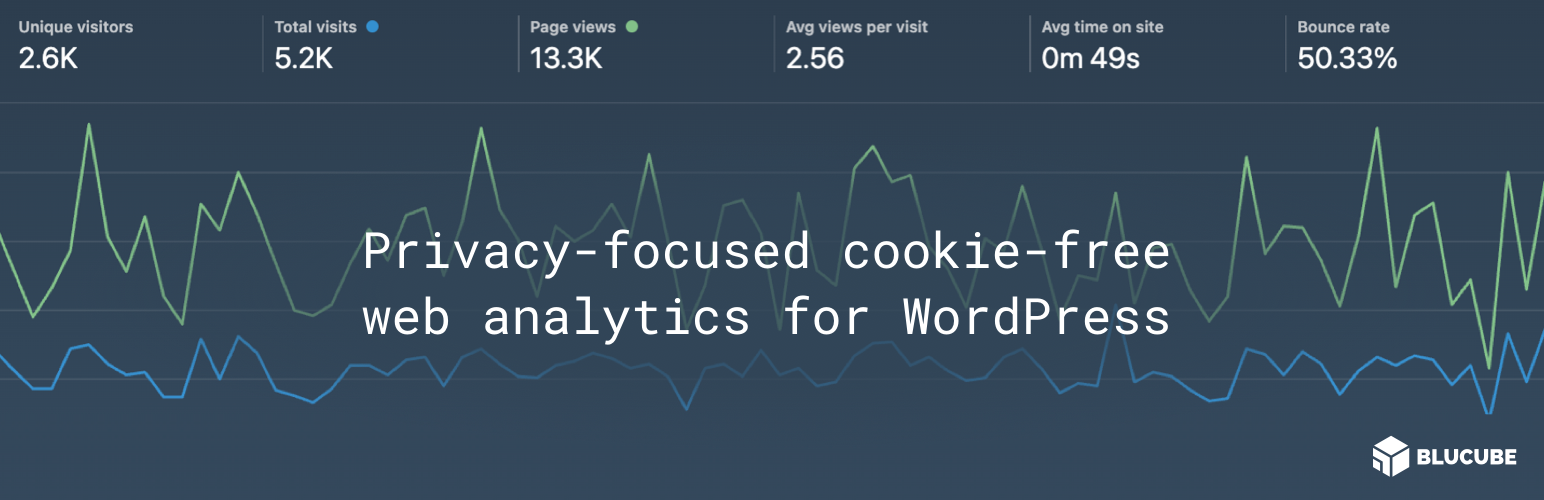 Unique visitors
Total visits
Page views
Avg views per visit
Avg time on site
Bounce rate
2.6K
5.2K
13.3K
2.56
0m 49s
50.33%
Privacy-focused cookie-free
web analytics for WordPress
BLUCUBE